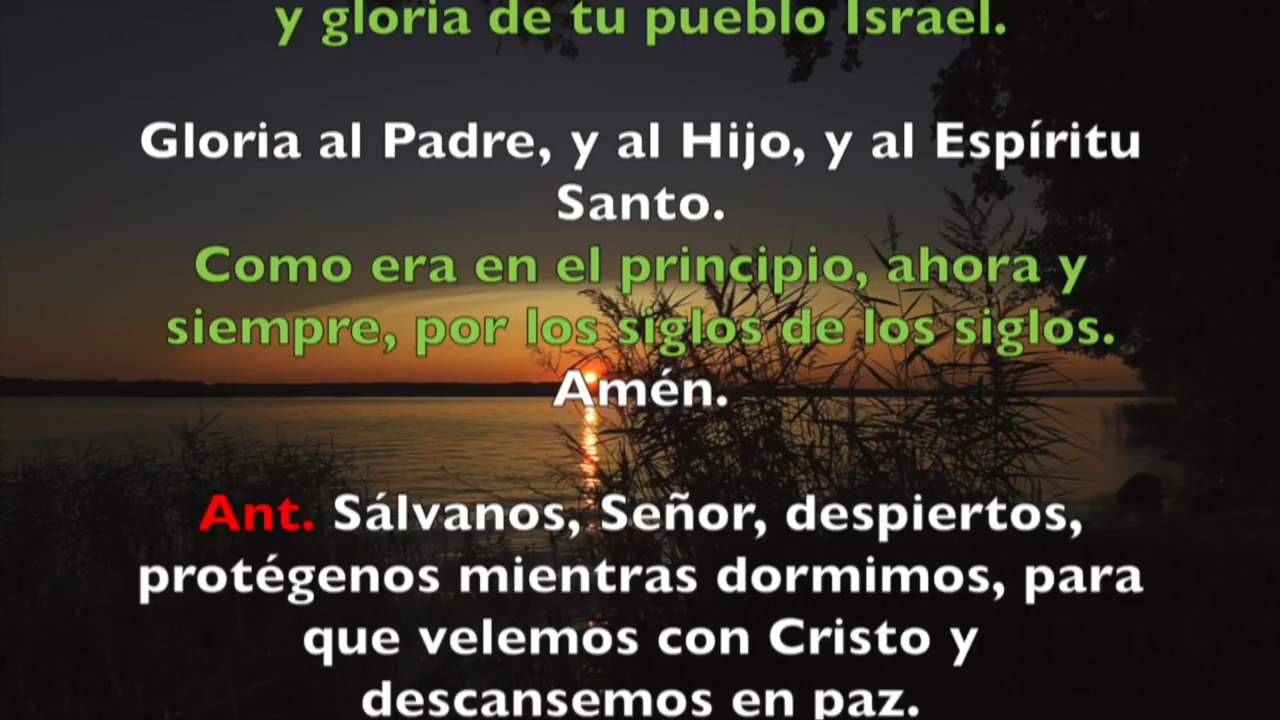 y gloria de tu pueblo Israel.
Gloria al Padre, y al Hijo, y al Espíritu
Santo.
Como era en el principio, ahora y
siempre, por los siglos de los siglos.
Amén.
Ant. Sálvanos, Señor, despiertos,
protégenos mientras dormimos, para
que velemos con Cristo y
descansemos en paz.